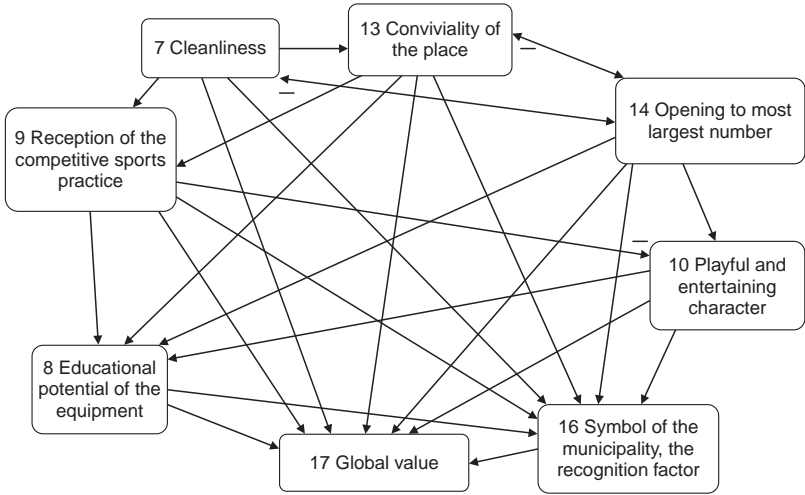 7 Cleanliness
13 Conviviality of
the place
–
–
14 Opening to most
largest number
9 Reception of the
competitive sports
practice
–
10 Playful and
entertaining
character
8 Educational
potential of the
equipment
16 Symbol of the
municipality, the
recognition factor
17 Global value